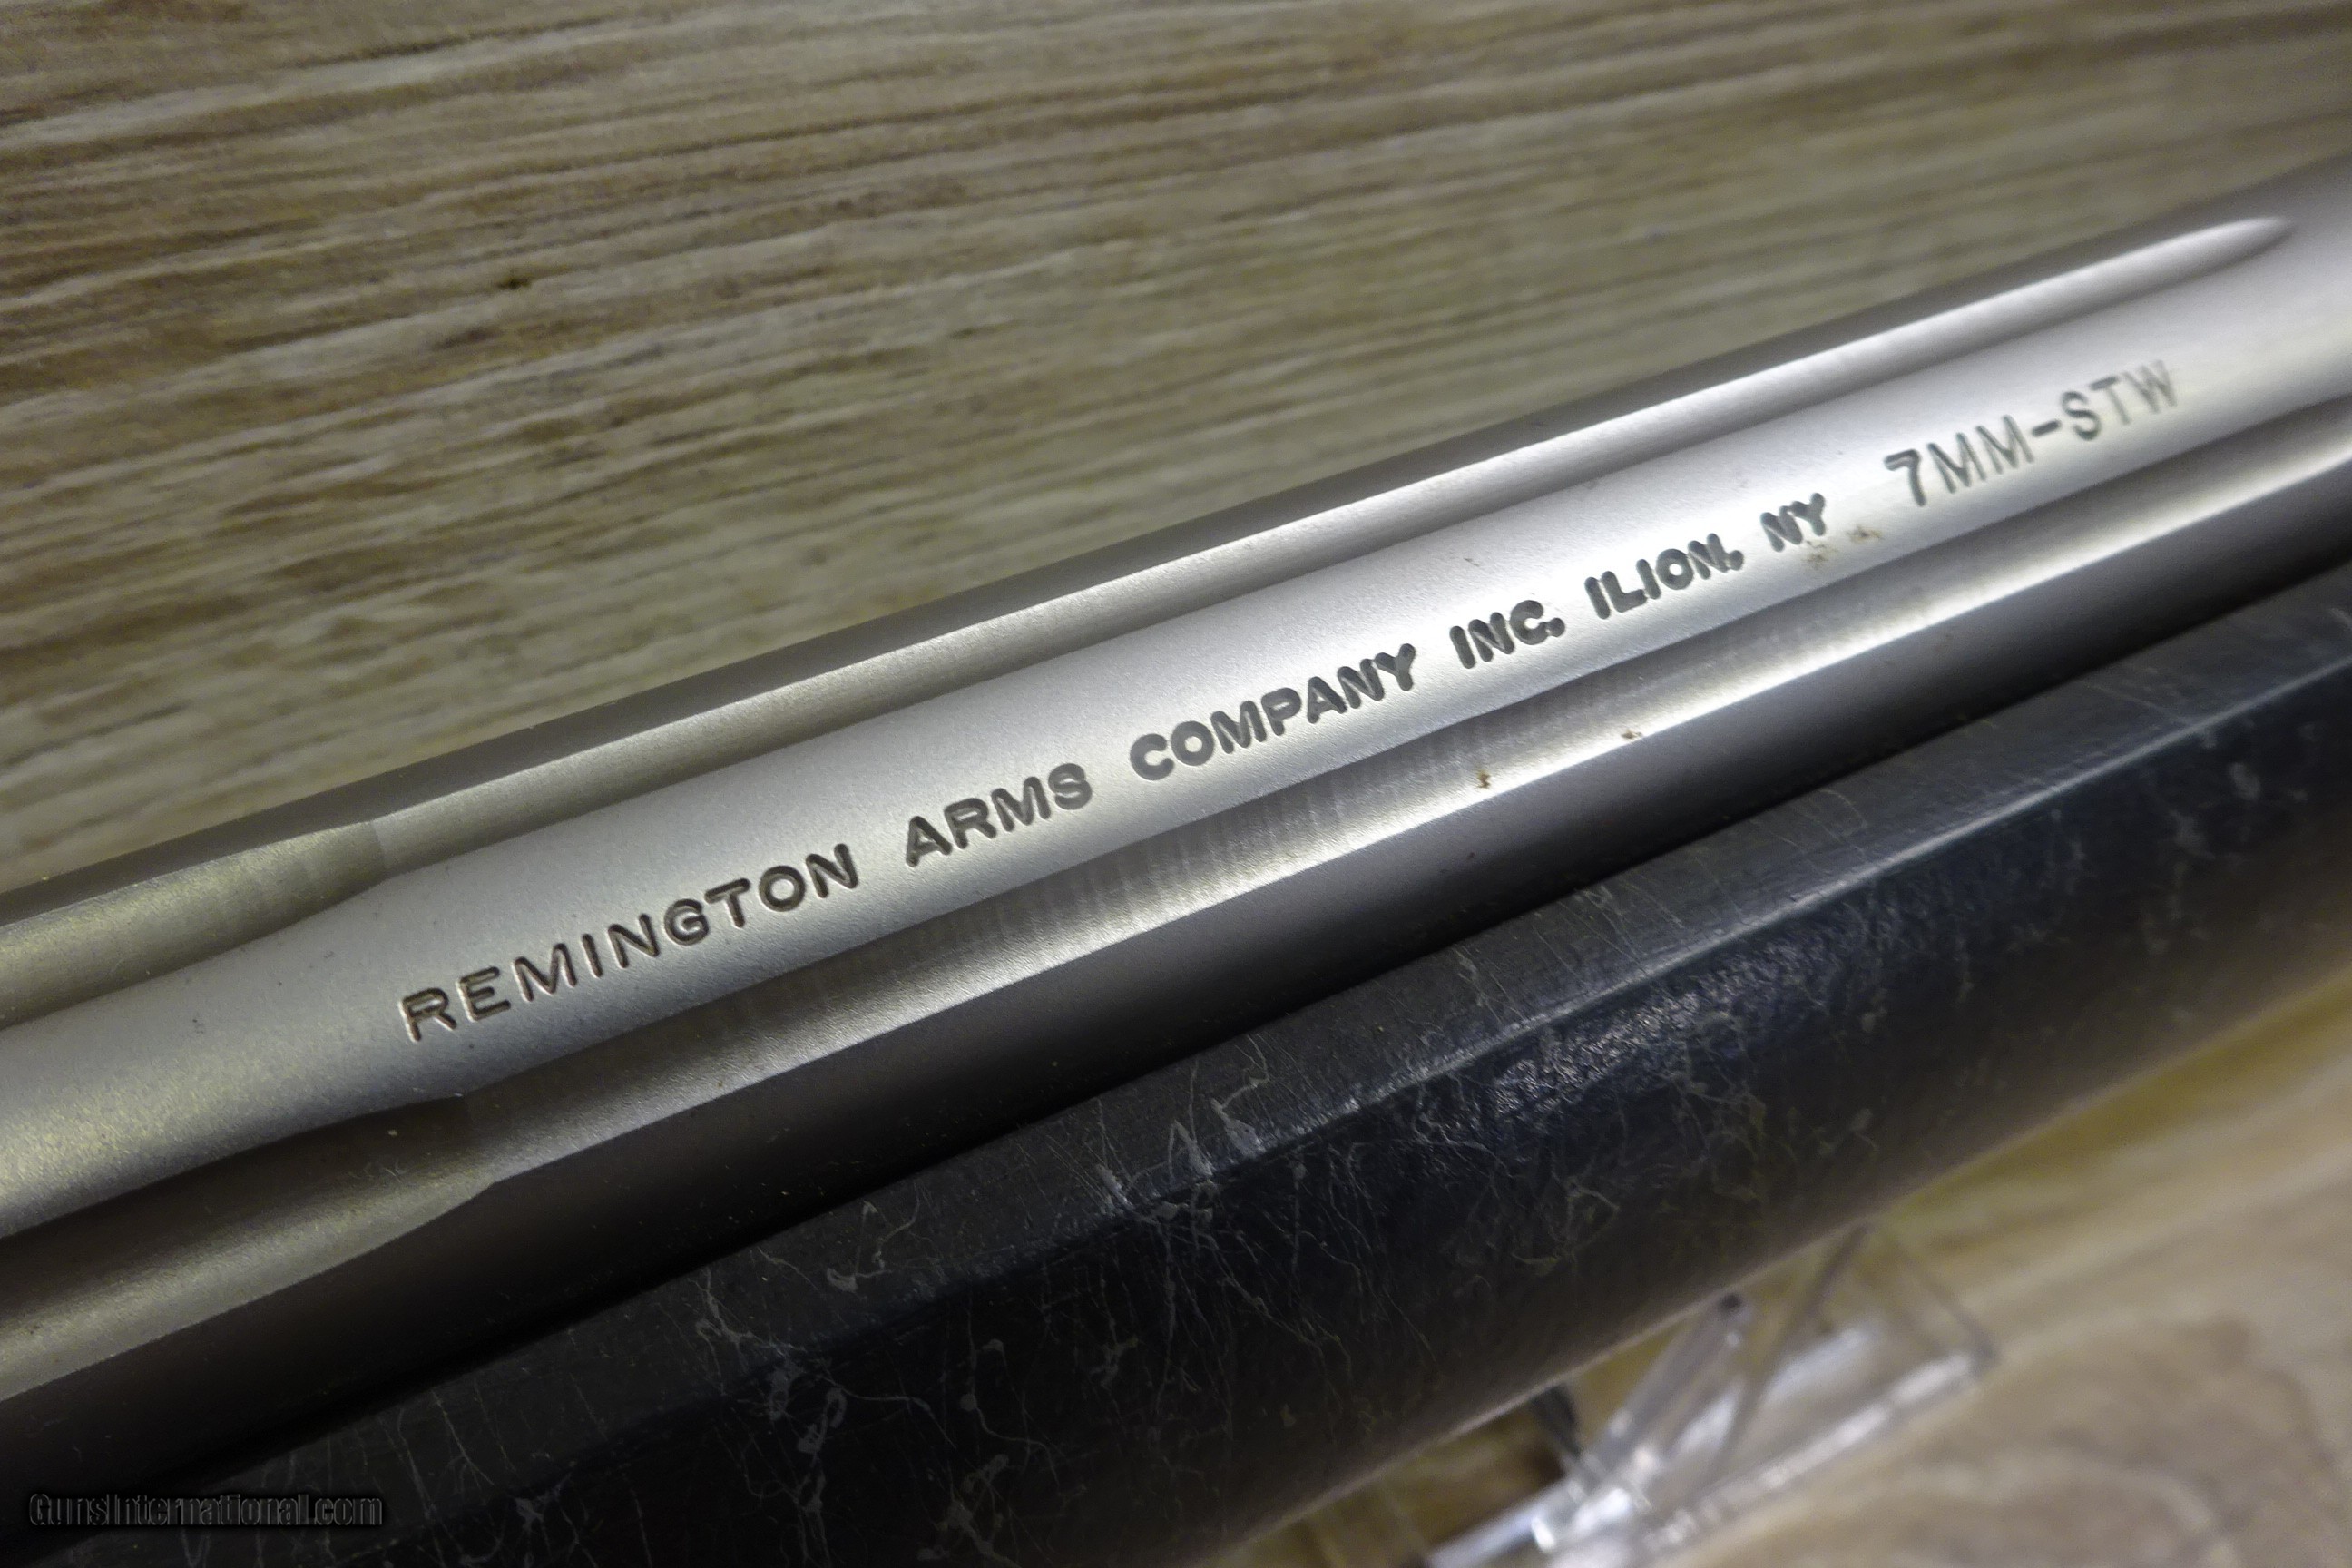 REMINGTON ARMS COMPANY INC. ILION, NY 7MM-STW
GunsInternational.com